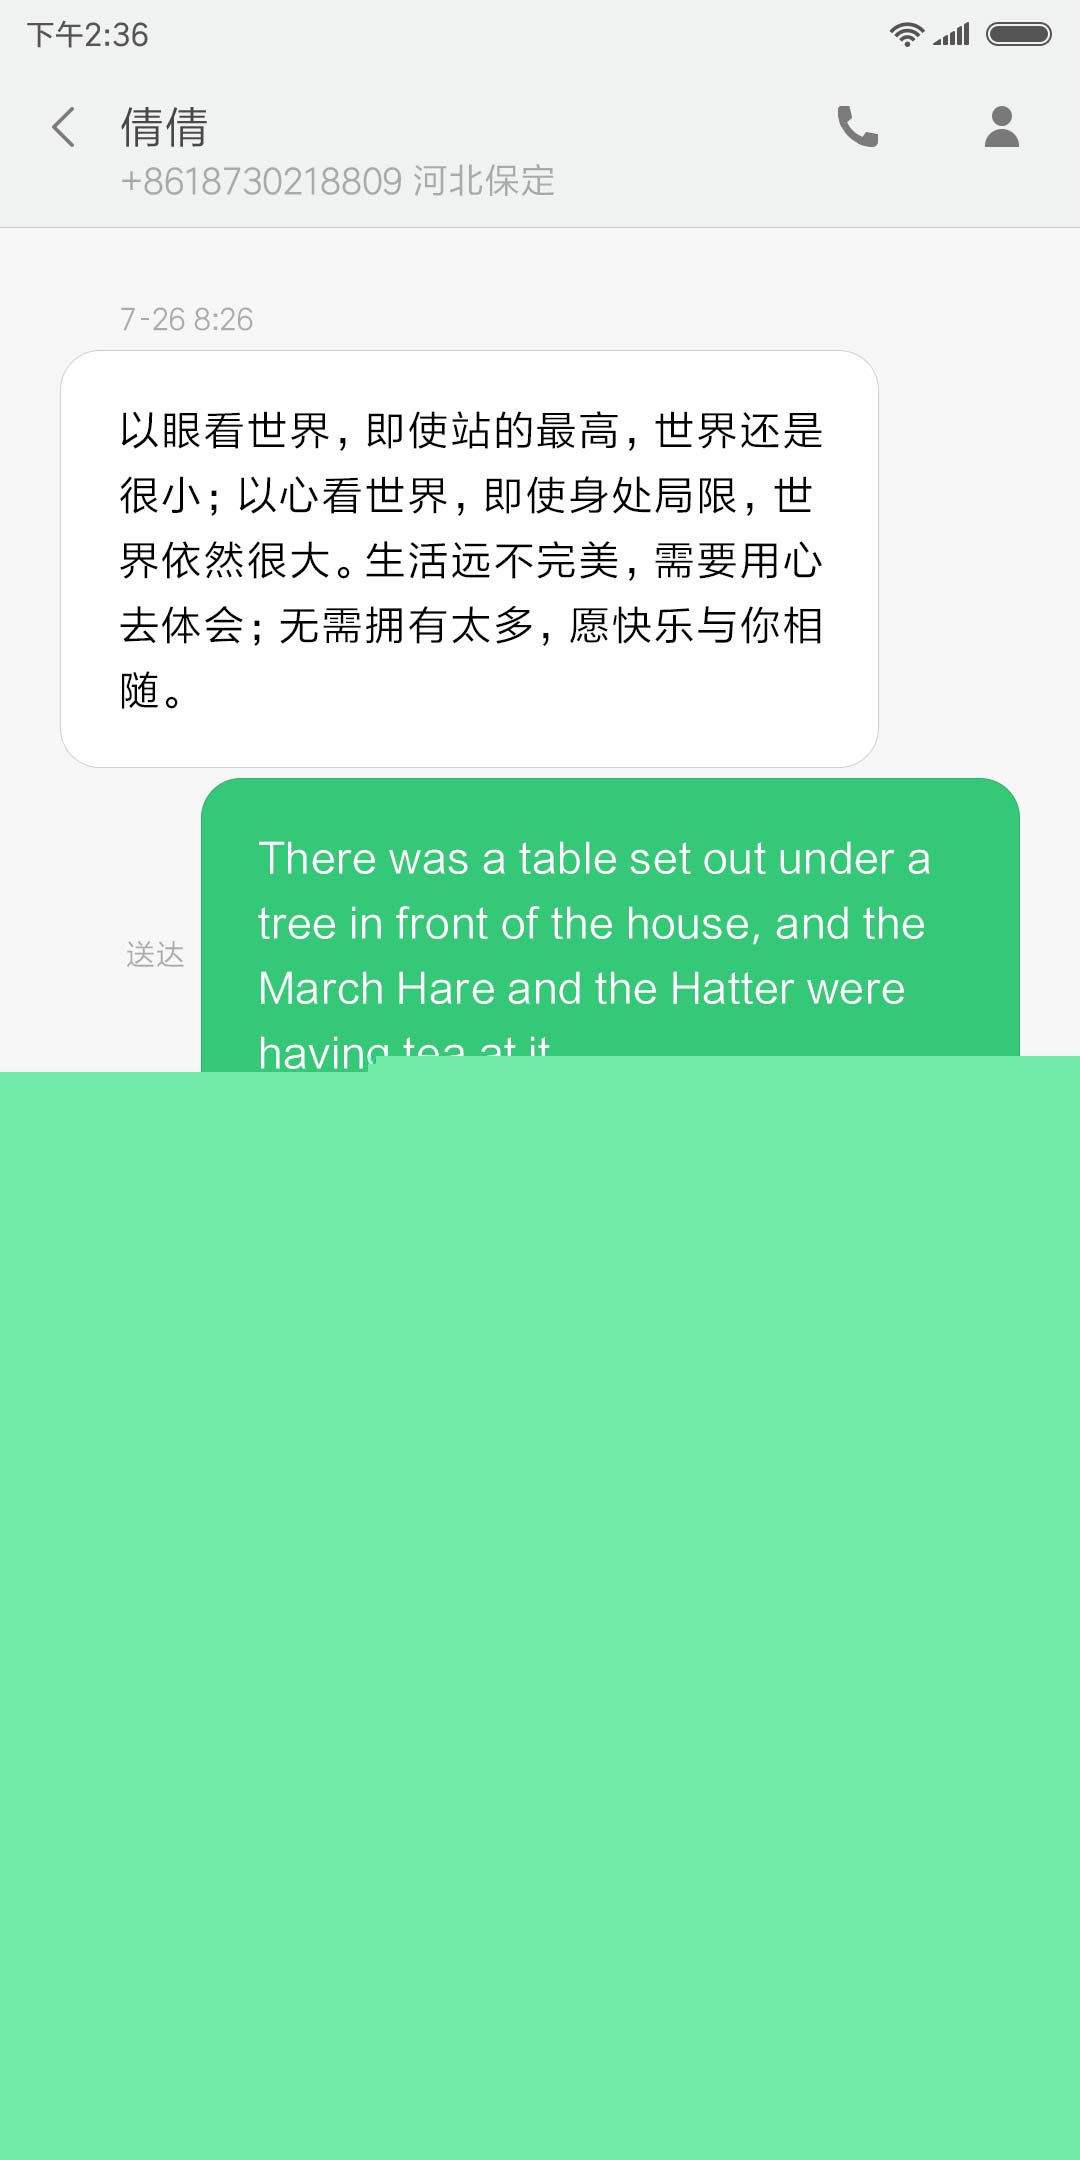 下午2:36
倩倩
+8618730218809 河北保定
7-26 8:26
以眼看世界，即使站的最高，世界还是
很小；以心看世界，即使身处局限，世
界依然很大。生活远不完美，需要用心
去体会；无需拥有太多，愿快乐与你相
随。
There was a table set out under a
tree in front of the house, and the
送达
March Hare and the Hatter were
having tea at it